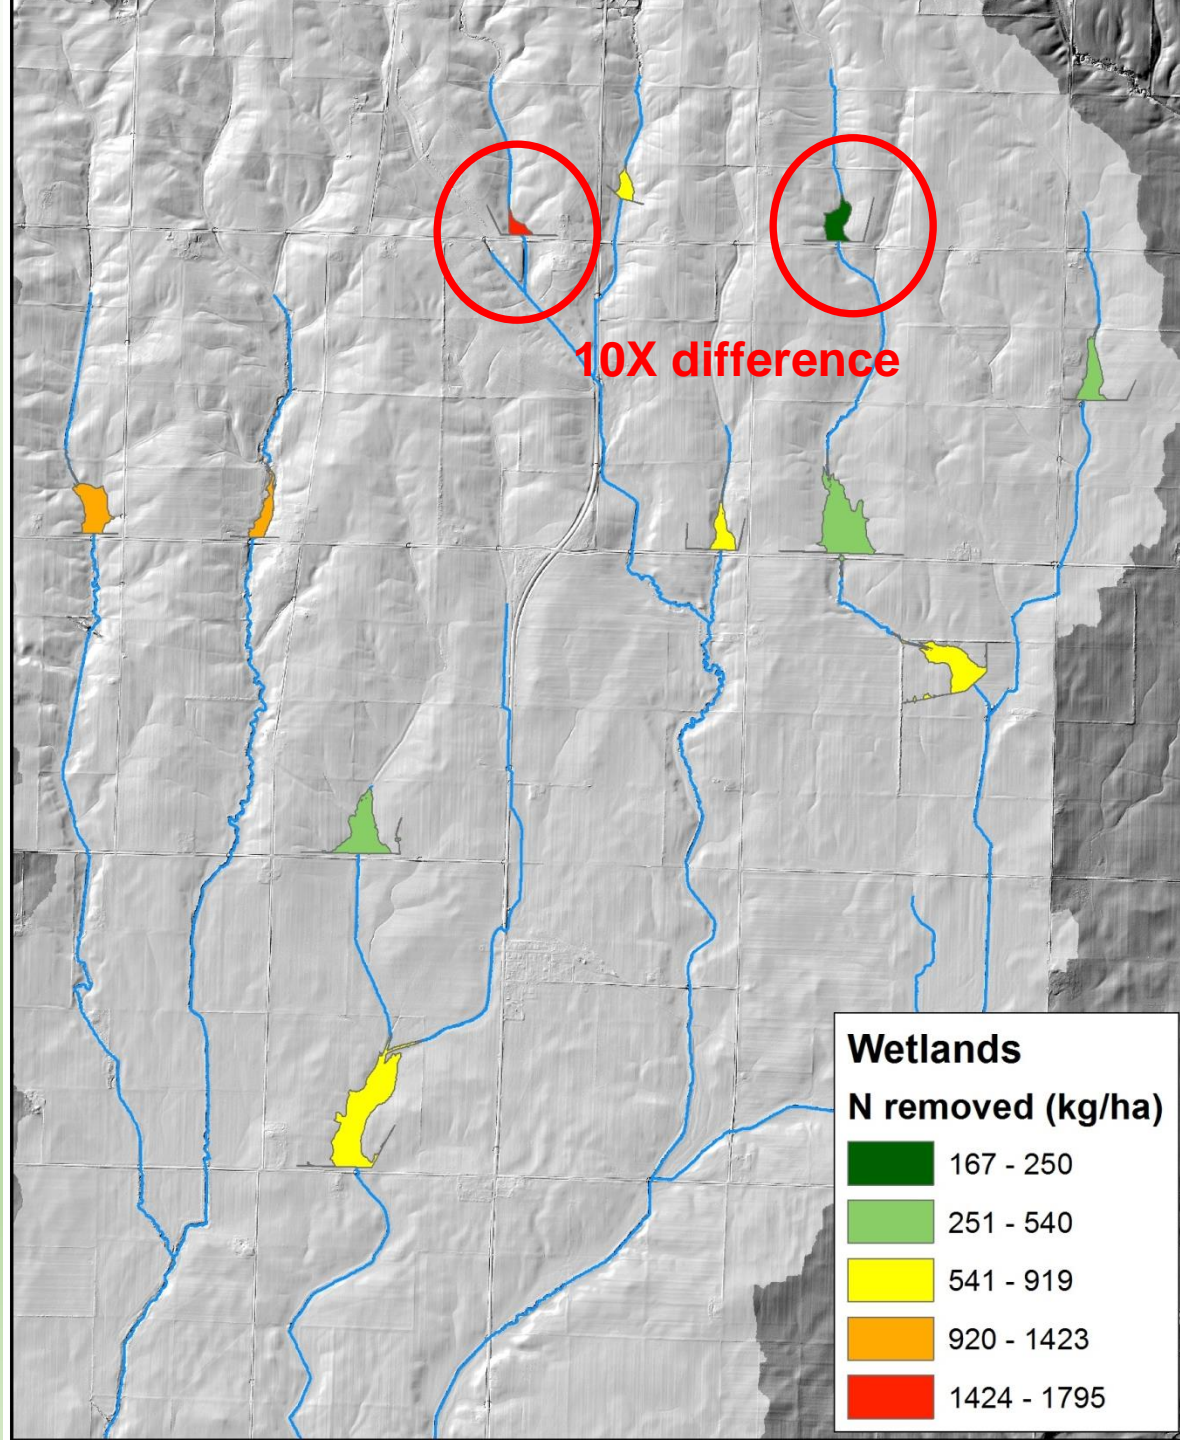 10X difference
Wetlands
N removed (kg/ha)
167 - 250
251 - 540
541 - 919
920 - 1423
1424 - 1795